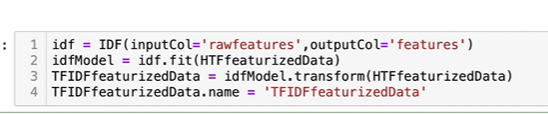 :
1 idf = IDF(inputCol='rawfeatures',outputCol='features')
2 idfModel = idf.fit(HTFfeaturizedData)
3 TFIDFfeaturizedData = idfModel.transform(HTFfeaturizedData)
4 TFIDFfeaturizedData.name = 'TFIDFfeaturizedData'